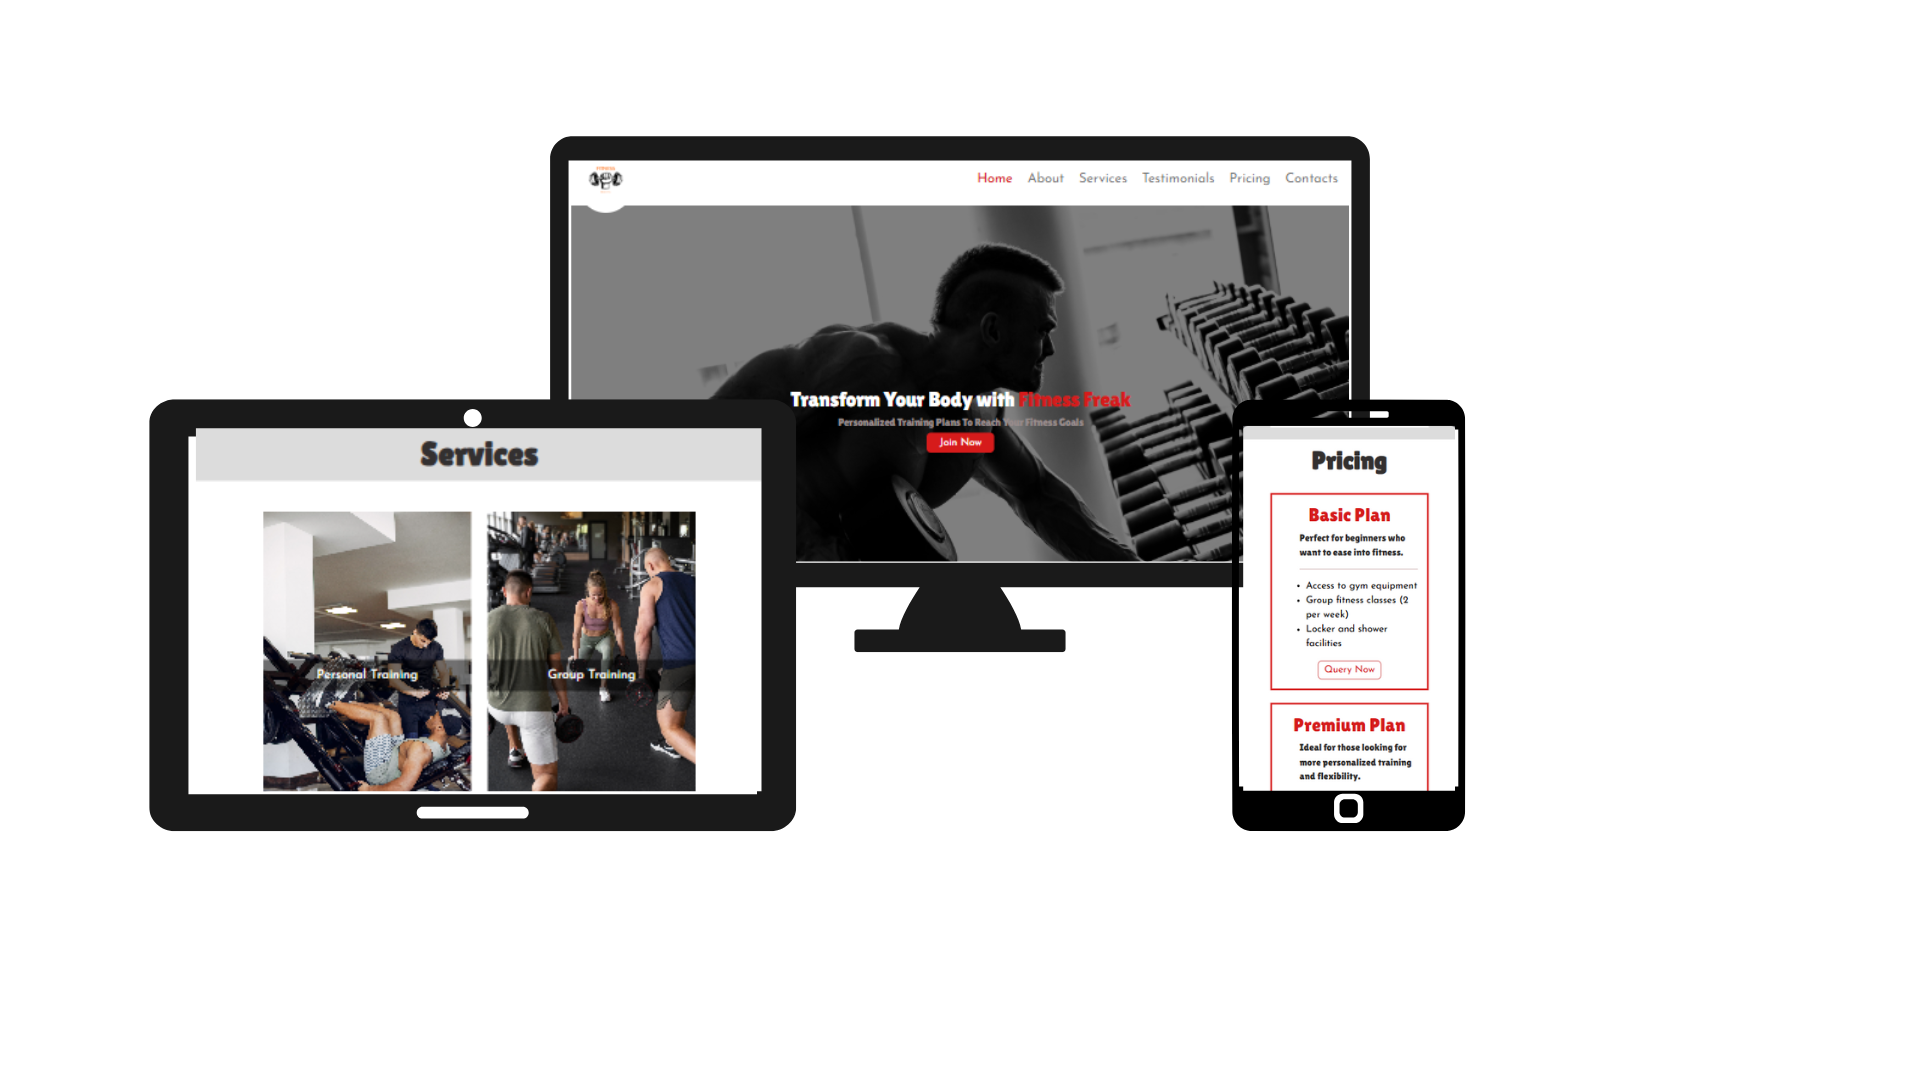 Home About Services Testimonials Pricing Contacts
Transform Your Body with Fitness Freak
Personalized Training Plans To Reach Your Fitness Goals
Join Now
Services
Personal Training
Group Training
Pricing
Basic Plan
Perfect for beginners who
want to ease into fitness.
• Access to gym equipment
• Group fitness classes (2
per week)
• Locker and shower
facilities
Query Now
Premium Plan
Ideal for those looking for
more personalized training
and flexibility.